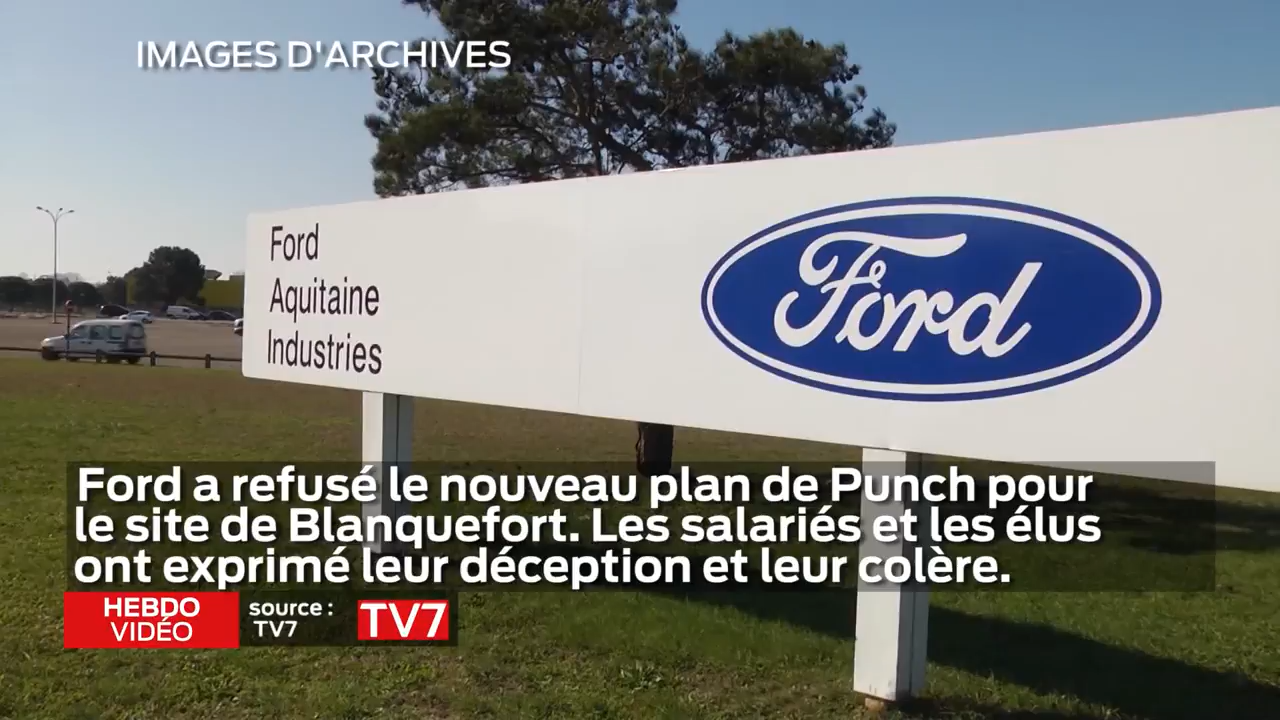 IMAGES D'ARCHIVES
Ford
Aquitaine
Industries
Ford
Ford a refusé le nouveau plan de Punch pour
le site de Blanquefort. Les salariés et les élus
ont exprimé leur déception et leur colère.
HEBDO
VIDÉO
source :
TV7
TV7